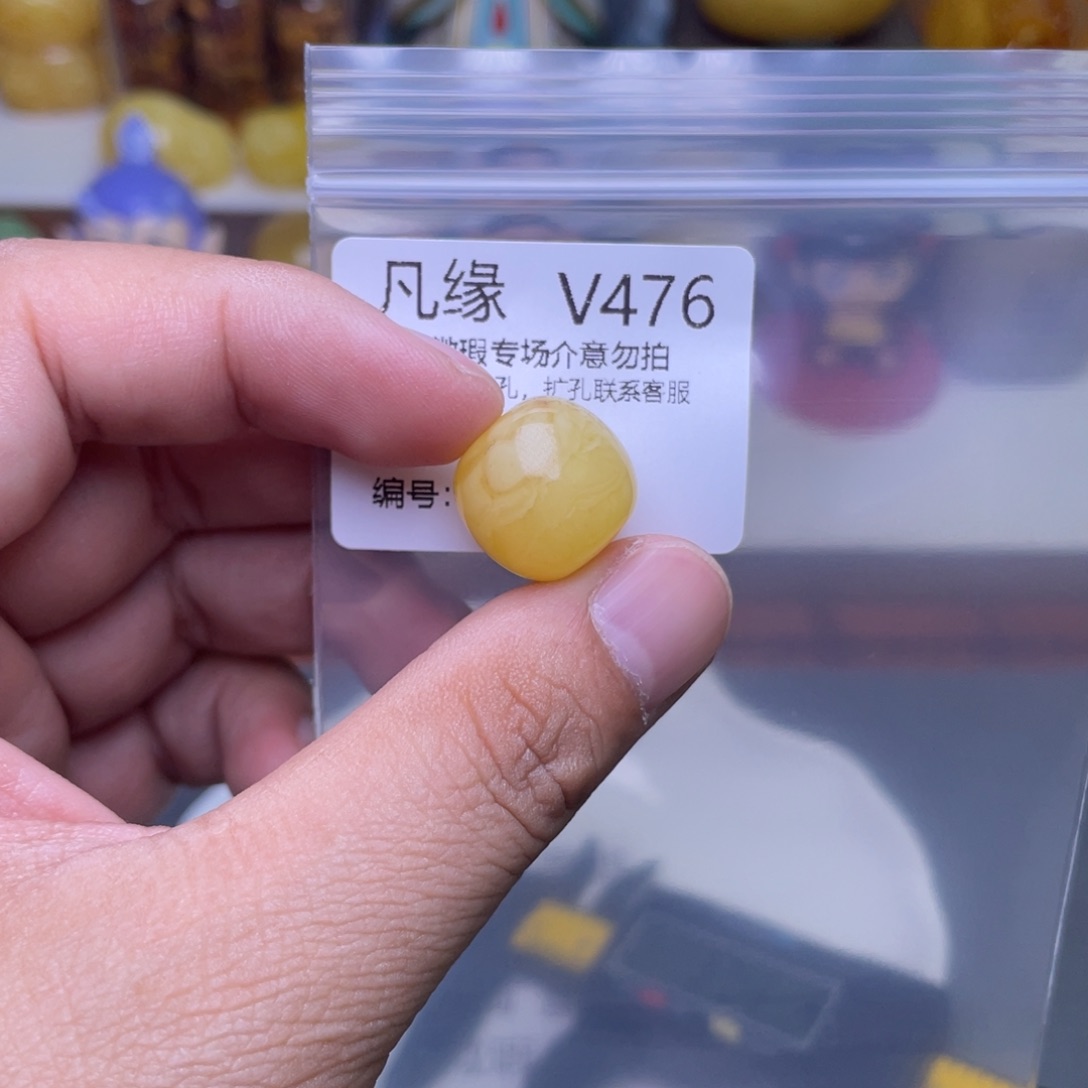 凡缘 V476
瑕专场介意勿拍
孔，扩孔联系客服
编号: